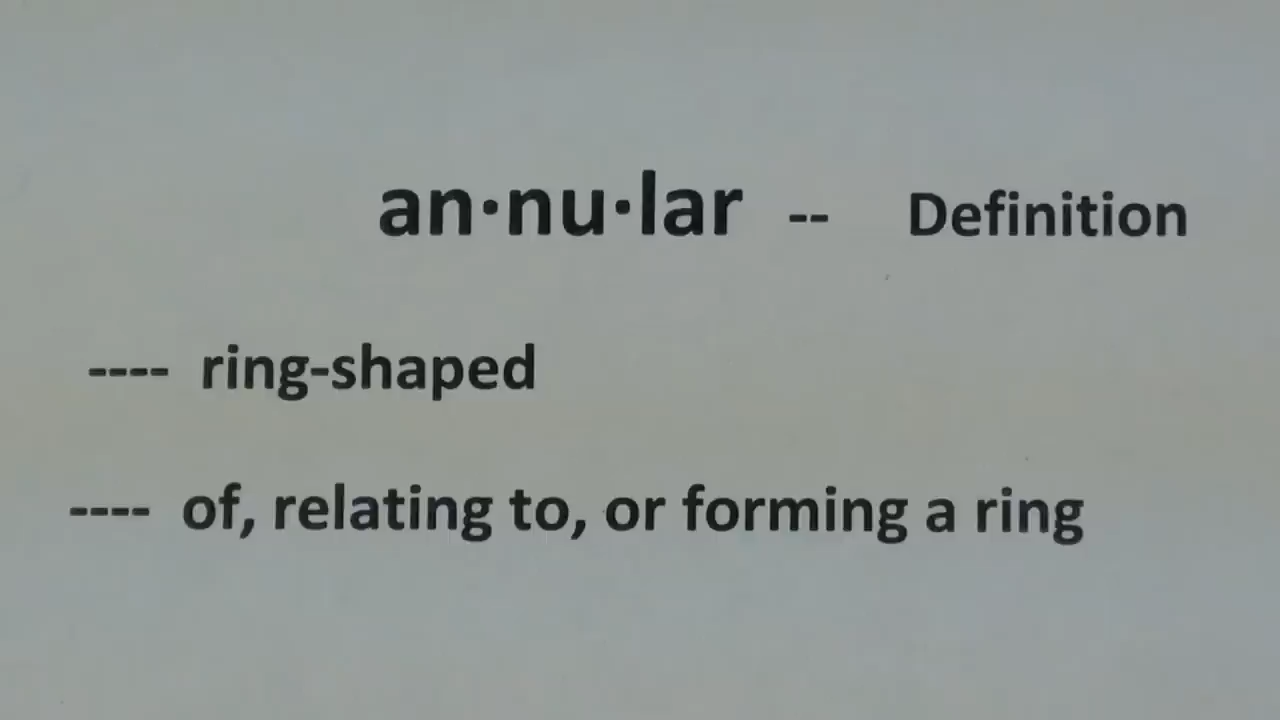 an·nu·lar -- Definition
---- ring-shaped
---- of, relating to, or forming a ring